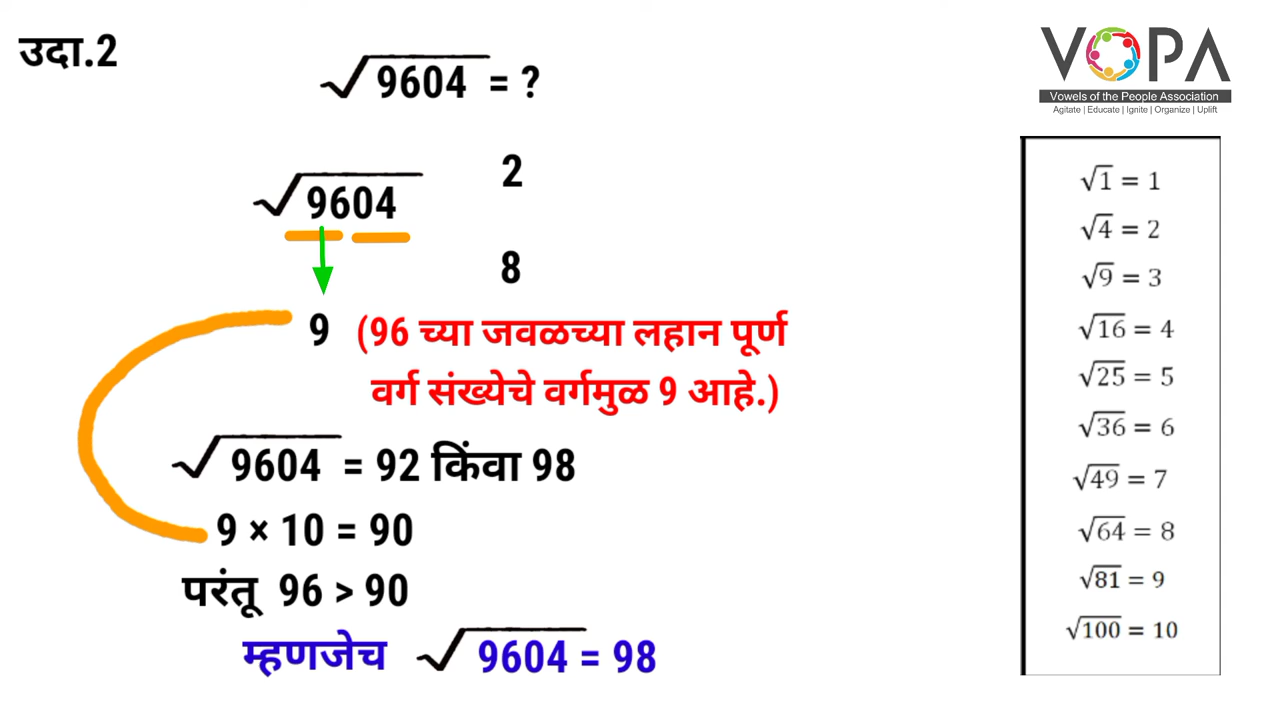 उदा.2
√9604 = ?
√9604
2
8
9 (96 च्या जवळच्या लहान पूर्ण
वर्ग संख्येचे वर्गमुळ 9 आहे.)
√9604 = 92 किंवा 98
9 × 10 = 90
परंतू 96 > 90
म्हणजेच √9604 = 98
VOPA
Vowels of the People Association
Agitate | Educate | Ignite | Organize | Uplift
√1 = 1
√4 = 2
√9 = 3
√16 = 4
√25 = 5
√36 = 6
√49 = 7
√64 = 8
√81 = 9
√100 = 10